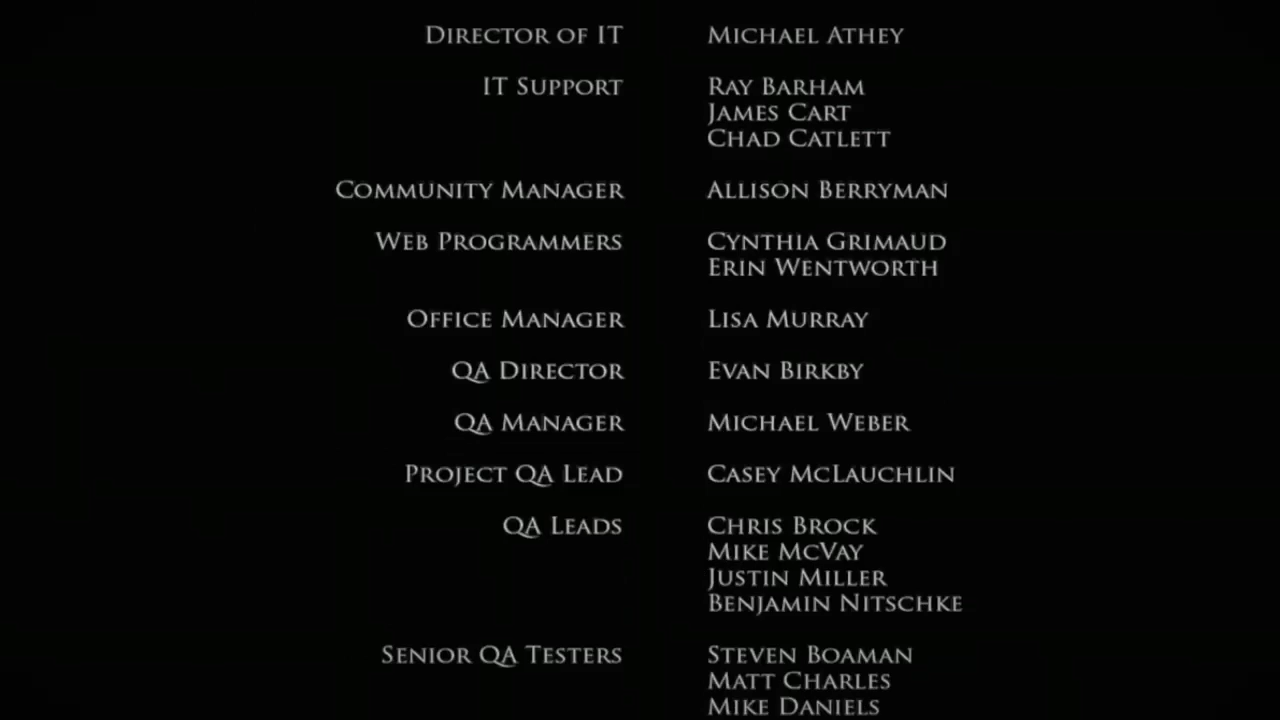 Director of IT Michael Athey
IT Support Ray Barham
James Cart
Chad Catlett
Community Manager Allison Berryman
Web Programmers Cynthia Grimaud
Erin Wentworth
Office Manager Lisa Murray
QA Director Evan Birkby
QA Manager Michael Weber
Project QA Lead Casey McLauchlin
QA Leads Chris Brock
Mike McVay
Justin Miller
Benjamin Nitschke
Senior QA Testers Steven Boaman
Matt Charles
Mike Daniels